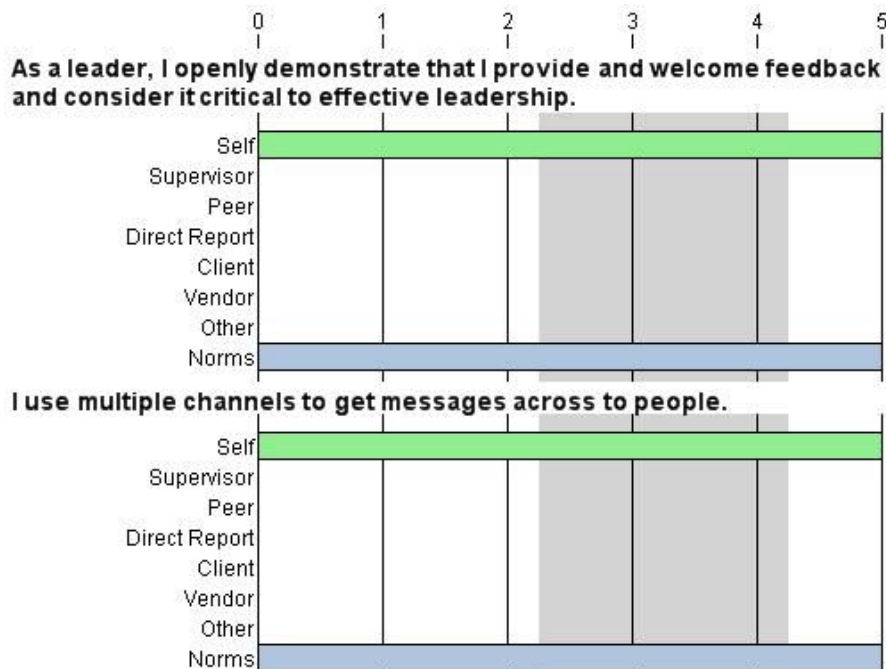 0 1 2 3 4 5
As a leader, I openly demonstrate that I provide and welcome feedback
and consider it critical to effective leadership.
Self
Supervisor
Peer
Direct Report
Client
Vendor
Other
Norms
I use multiple channels to get messages across to people.
Self
Supervisor
Peer
Direct Report
Client
Vendor
Other
Norms